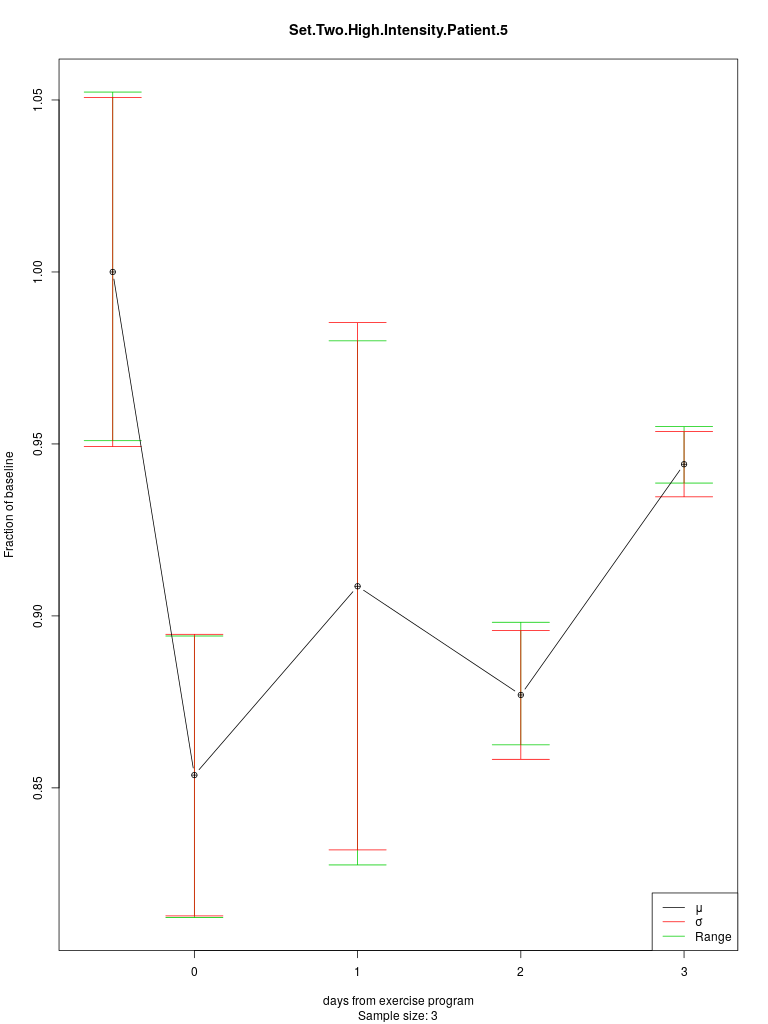 Set.Two.High.Intensity.Patient.5
1.05
1.00
0.95
0.90
0.85
Fraction of baseline
0
1
2
3
days from exercise program
Sample size: 3
μ
σ
Range